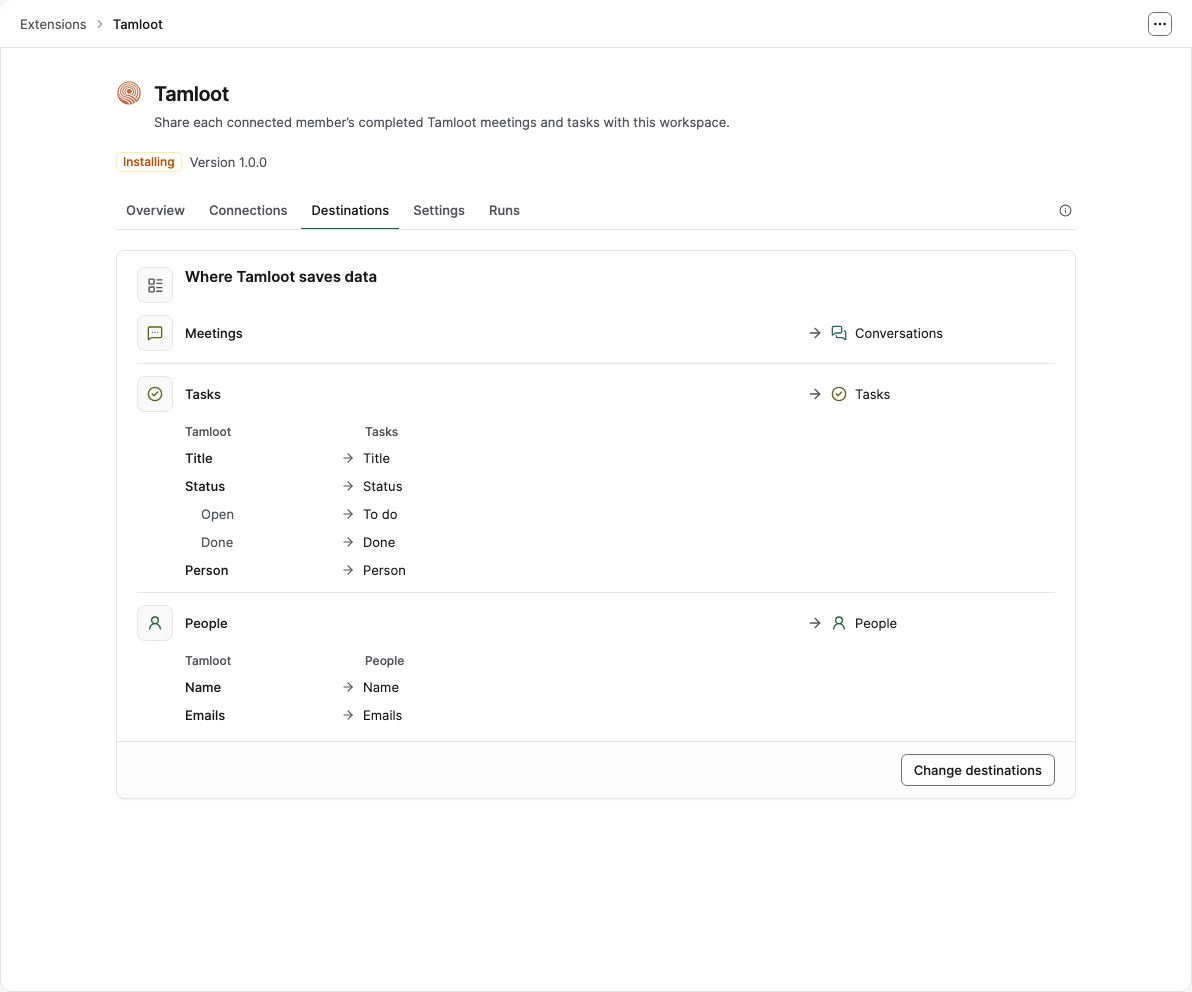 Extensions > Tamloot
Tamloot
Share each connected member’s completed Tamloot meetings and tasks with this workspace.
Installing Version 1.0.0
Overview Connections Destinations Settings Runs
Where Tamloot saves data
Meetings → Conversations
Tasks → Tasks
Tamloot Tasks
Title → Title
Status → Status
Open → To do
Done → Done
Person → Person
People → People
Tamloot People
Name → Name
Emails → Emails
Change destinations